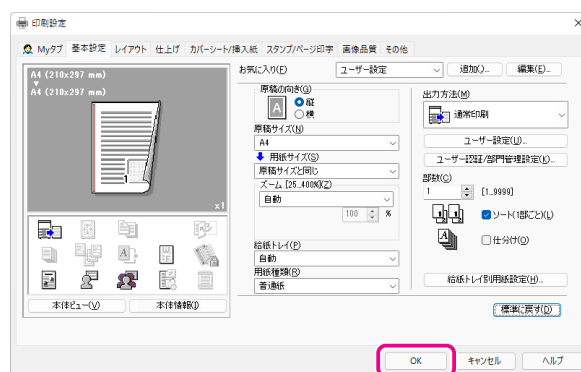 印刷設定
Myタブ 基本設定 レイアウト 仕上げ カバーシート/挿入紙 スタンプ/ページ印字 画像品質 その他
A4 (210x297 mm)
A4 (210x297 mm)
1
x1
本体ビュー(V) 本体情報(J)
お気に入り(F) ユーザー設定 追加()... 編集(E)...
原稿の向き(G)
A
縦
横
原稿サイズ(N)
A4
用紙サイズ(S)
原稿サイズと同じ
ズーム [25..400%](Z)
自動
100 %
給紙トレイ(P)
自動
用紙種類(R)
普通紙
出力方法(M)
通常印刷
ユーザー設定(U)...
ユーザー認証/部門管理設定(K)...
部数(C)
1 [1..9999]
ソート(1部ごと)(L)
仕分け(O)
給紙トレイ別用紙設定(H)...
標準に戻す(D)
OK キャンセル ヘルプ